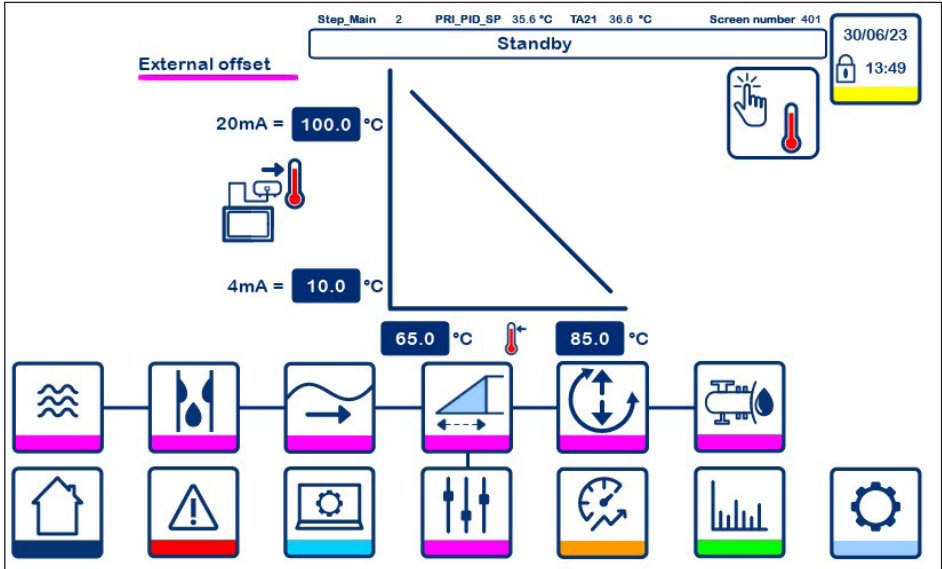 Step_Main 2 PRI_PID_SP 35.6 °C TA21 36.6 °C Screen number 401
Standby
30/06/23
13:49
External offset
20mA = 100.0 °C
4mA = 10.0 °C
65.0 °C 85.0 °C